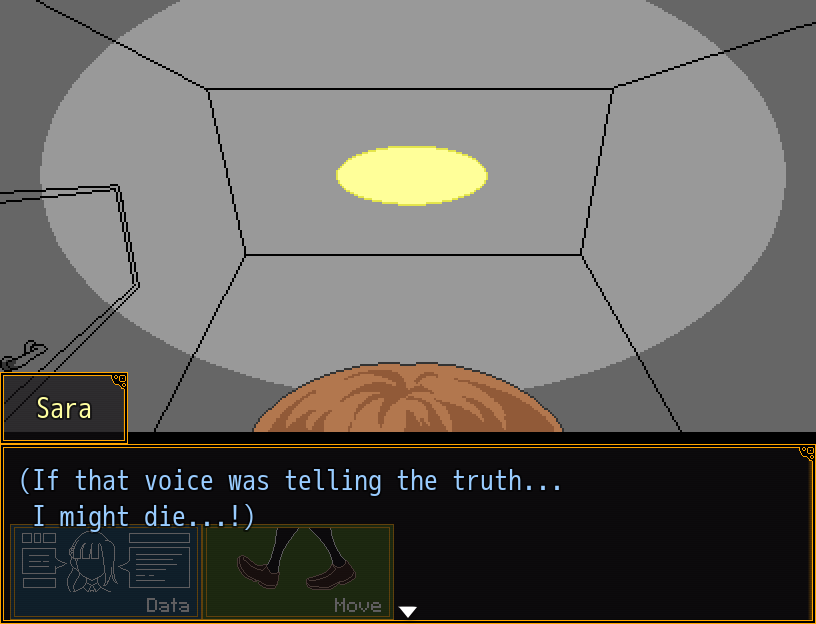 Sara
(If that voice was telling the truth...
I might die...!)
Data
Move